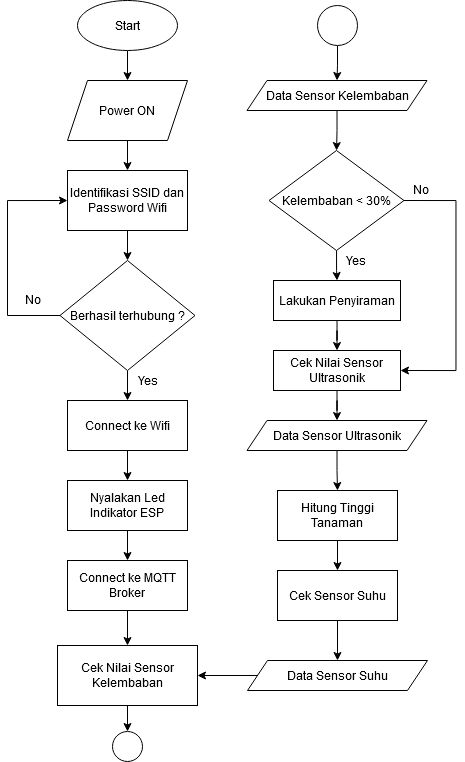 Start
Power ON
Identifikasi SSID dan
Password Wifi
No
Berhasil terhubung ?
Yes
Connect ke Wifi
Nyalakan Led
Indikator ESP
Connect ke MQTT
Broker
Cek Nilai Sensor
Kelembaban
Data Sensor Kelembaban
Kelembaban < 30%
No
Yes
Lakukan Penyiraman
Cek Nilai Sensor
Ultrasonik
Data Sensor Ultrasonik
Hitung Tinggi
Tanaman
Cek Sensor Suhu
Data Sensor Suhu